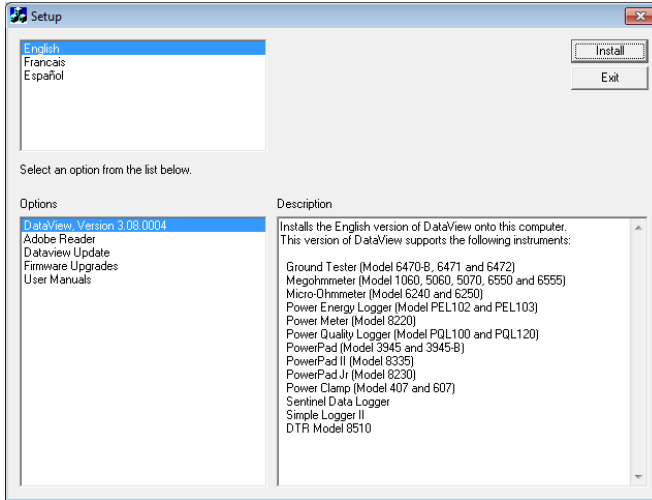 Setup
English
Francais
Español
Install
Exit
Select an option from the list below.
Options
DataView, Version 3.08.0004
Adobe Reader
Dataview Update
Firmware Upgrades
User Manuals
Description
Installs the English version of DataView onto this computer.
This version of DataView supports the following instruments:
Ground Tester (Model 6470-B, 6471 and 6472)
Megohmmeter (Model 1060, 5060, 5070, 6550 and 6555)
Micro-Ohmmeter (Model 6240 and 6250)
Power Energy Logger (Model PEL102 and PEL103)
Power Meter (Model 8220)
Power Quality Logger (Model PQL100 and PQL120)
PowerPad (Model 3945 and 3945-B)
PowerPad II (Model 8335)
PowerPad Jr (Model 8230)
Power Clamp (Model 407 and 607)
Sentinel Data Logger
Simple Logger II
DTR Model 8510